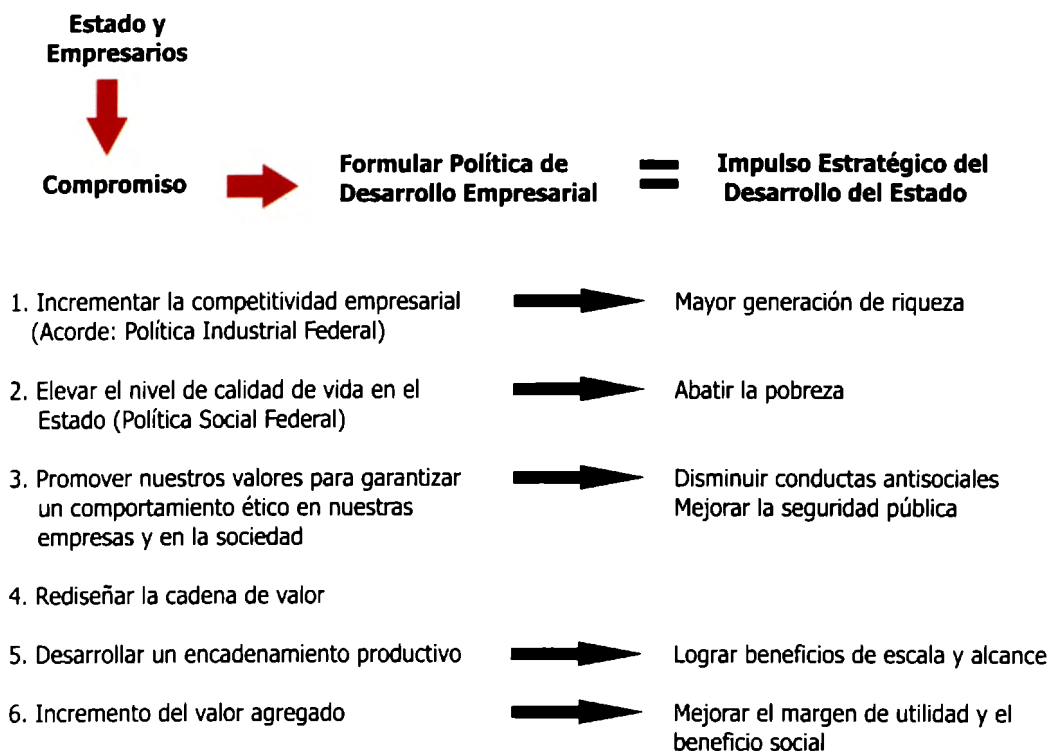 Estado y
Empresarios
Compromiso
Formular Política de
Desarrollo Empresarial
=
Impulso Estratégico del
Desarrollo del Estado
1. Incrementar la competitividad empresarial
(Acorde: Política Industrial Federal)
Mayor generación de riqueza
2. Elevar el nivel de calidad de vida en el
Estado (Política Social Federal)
Abatir la pobreza
3. Promover nuestros valores para garantizar
un comportamiento ético en nuestras
empresas y en la sociedad
Disminuir conductas antisociales
Mejorar la seguridad pública
4. Rediseñar la cadena de valor
5. Desarrollar un encadenamiento productivo
Lograr beneficios de escala y alcance
6. Incremento del valor agregado
Mejorar el margen de utilidad y el
beneficio social